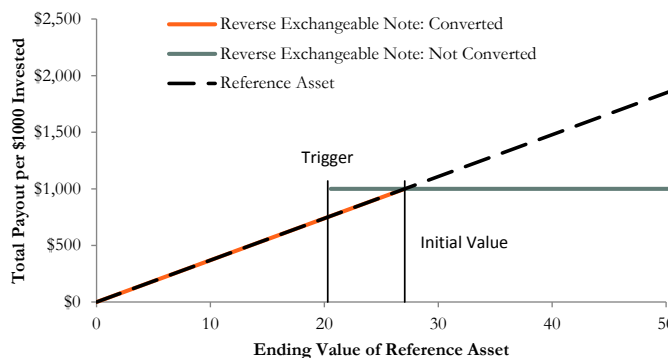 $2,500
$2,000
$1,500
$1,000
$500
$0
Total Payout per $1000 Invested
Reverse Exchangeable Note: Converted
Reverse Exchangeable Note: Not Converted
Reference Asset
Trigger
Initial Value
0 10 20 30 40 50
Ending Value of Reference Asset